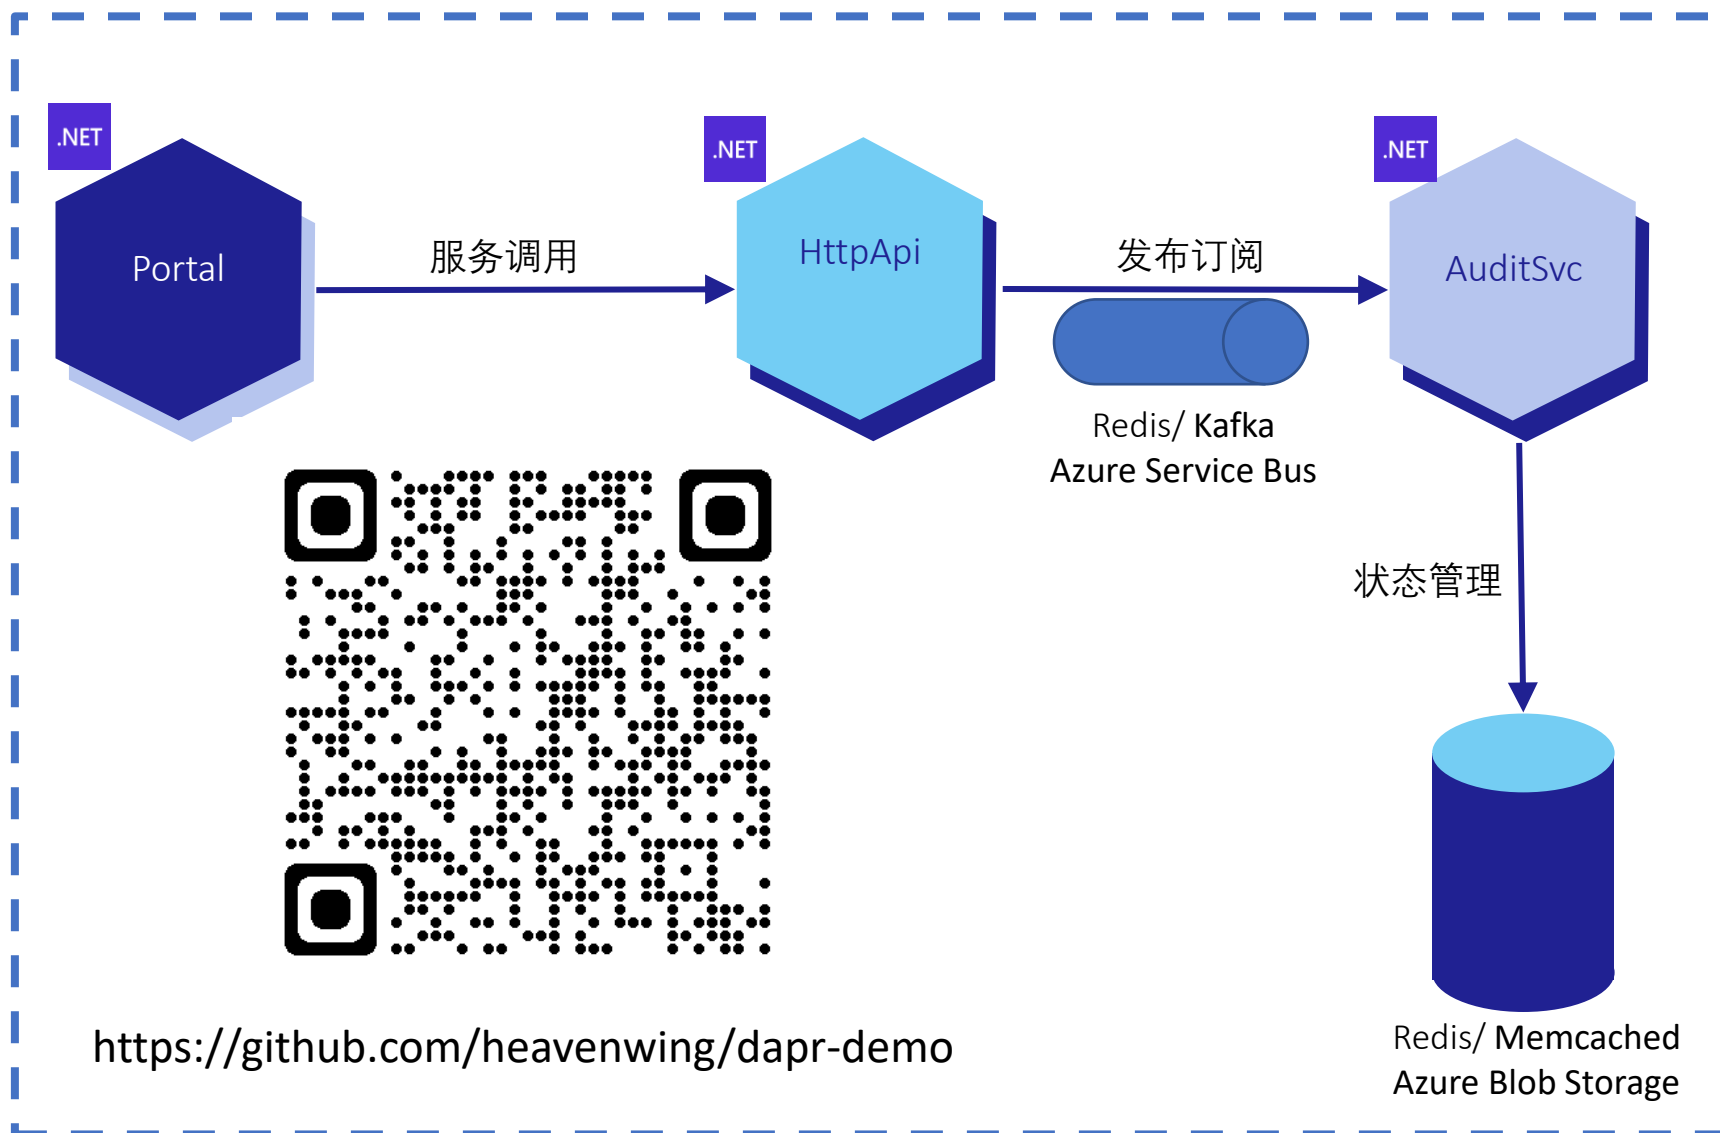 .NET
Portal
服务调用
.NET
HttpApi
发布订阅
Redis/ Kafka
Azure Service Bus
.NET
AuditSvc
状态管理
Redis/ Memcached
Azure Blob Storage
https://github.com/heavenwing/dapr-demo